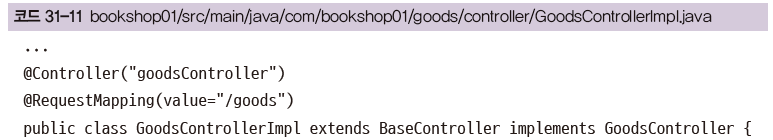 코드 31-11 bookshop01/src/main/java/com/bookshop01/goods/controller/GoodsControllerImpl.java
...
@Controller("goodsController")
@RequestMapping(value="/goods")
public class GoodsControllerImpl extends BaseController implements GoodsController {